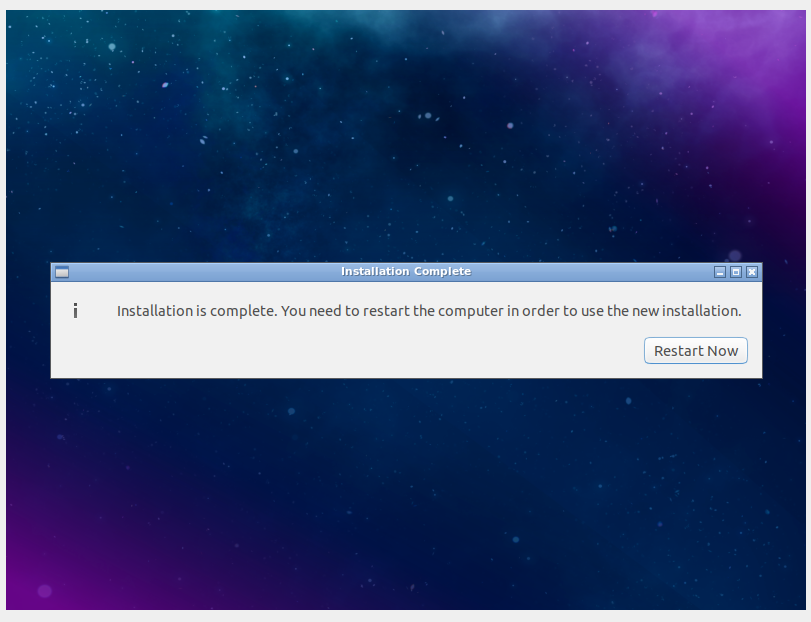 Installation Complete
Installation is complete. You need to restart the computer in order to use the new installation.
Restart Now